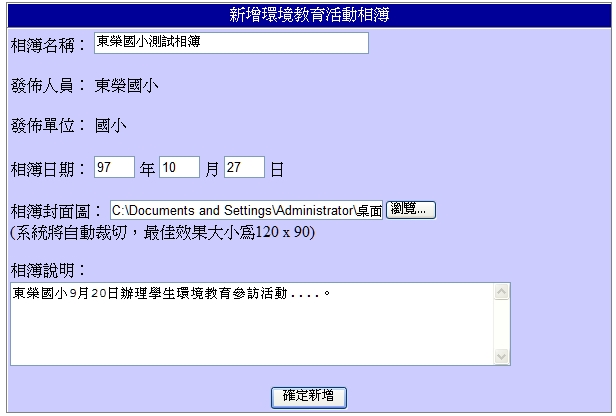 新增環境教育活動相簿
相簿名稱： 東榮國小測試相簿
發佈人員： 東榮國小
發佈單位： 國小
相簿日期： 97 年 10 月 27 日
相簿封面圖： C:\Documents and Settings\Administrator\桌面 瀏覽...
(系統將自動裁切，最佳效果大小為120 x 90)
相簿說明：
東榮國小9月20日辦理學生環境教育參訪活動....。
確定新增